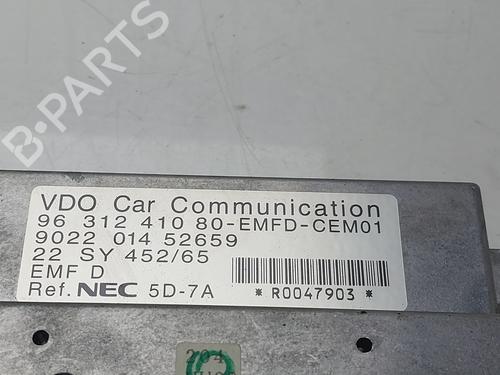 B-PARTS
VDO Car Communication
96 312 410 80-EMFD-CEM01
9022 014 52659
22 SY 452/65
EMF D
Ref. NEC 5D-7A
* R0047903 *
B-PARTS